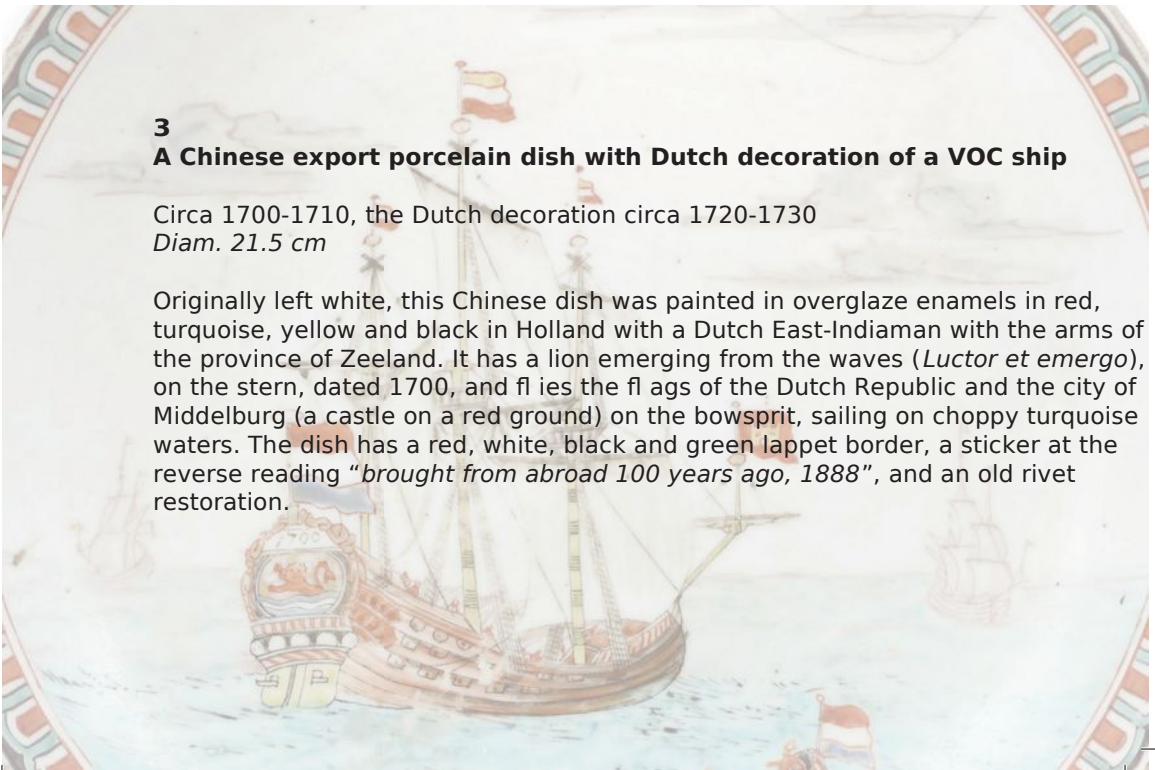 3
A Chinese export porcelain dish with Dutch decoration of a VOC ship
Circa 1700-1710, the Dutch decoration circa 1720-1730
Diam. 21.5 cm
Originally left white, this Chinese dish was painted in overglaze enamels in red,
turquoise, yellow and black in Holland with a Dutch East-Indiaman with the arms of
the province of Zeeland. It has a lion emerging from the waves (Luctor et emergo),
on the stern, dated 1700, and fl ies the fl ags of the Dutch Republic and the city of
Middelburg (a castle on a red ground) on the bowsprit, sailing on choppy turquoise
waters. The dish has a red, white, black and green lappet border, a sticker at the
reverse reading “brought from abroad 100 years ago, 1888”, and an old rivet
restoration.